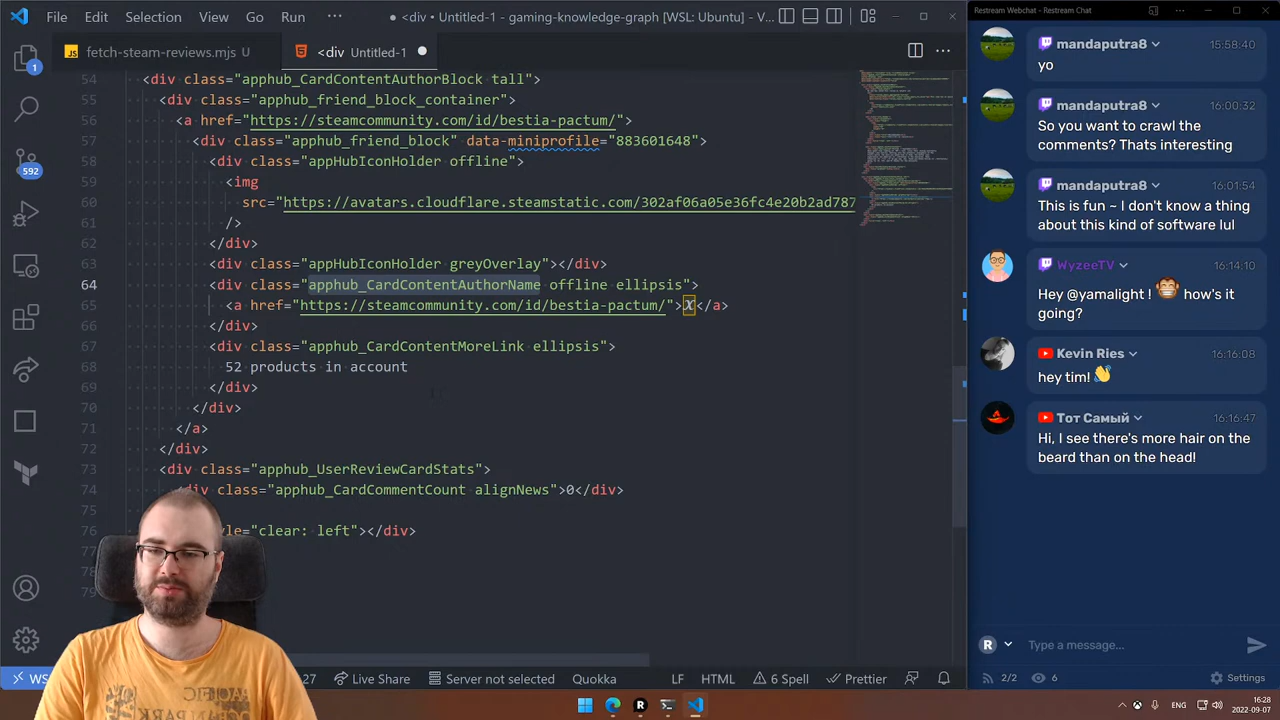 File Edit Selection View Go Run ··· ● <div Untitled-1 - gaming-knowledge-graph [WSL: Ubuntu] - V...
JS fetch-steam-reviews.mjs U <div Untitled-1 ●
54 <div class="apphub_CardContentAuthorBlock tall">
<div class="apphub_friend_block_container">
<a href="https://steamcommunity.com/id/bestia-pactum/">
<div class="apphub_friend_block" data-miniprofile="883601648">
58 <div class="appHubIconHolder offline">
59 <img
src="https://avatars.cloudflare.steamstatic.com/302af06a05e36fc4e20b2ad787
/>
62 </div>
63 <div class="appHubIconHolder greyOverlay"></div>
64 <div class="apphub_CardContentAuthorName offline ellipsis">
65 <a href="https://steamcommunity.com/id/bestia-pactum/">X</a>
66 </div>
67 <div class="apphub_CardContentMoreLink ellipsis">
68 52 products in account
69 </div>
70 </div>
71 </a>
72 </div>
73 <div class="apphub_UserReviewCardStats">
74 <div class="apphub_CardCommentCount alignNews">0</div>
75
76 style="clear: left"></div>
1
592
WS
Live Share Server not selected Quokka LF HTML 6 Spell Prettier
Restream Webchat - Restream Chat
mandaputra8 15:58:40
yo
mandaputra8 16:00:52
So you want to crawl the
comments? Thats interesting
mandaputra8
This is fun ~ I don't know a thing
about this kind of software lul
WyzeeTV 16:14:10
Hey @yamalight ! how's it
going?
Kevin Ries 16:16:08
hey tim!
Тот Самый 16:16:47
Hi, I see there's more hair on the
beard than on the head!
R Type a message...
2/2 6 Settings
ENG 16:28
2022-09-07